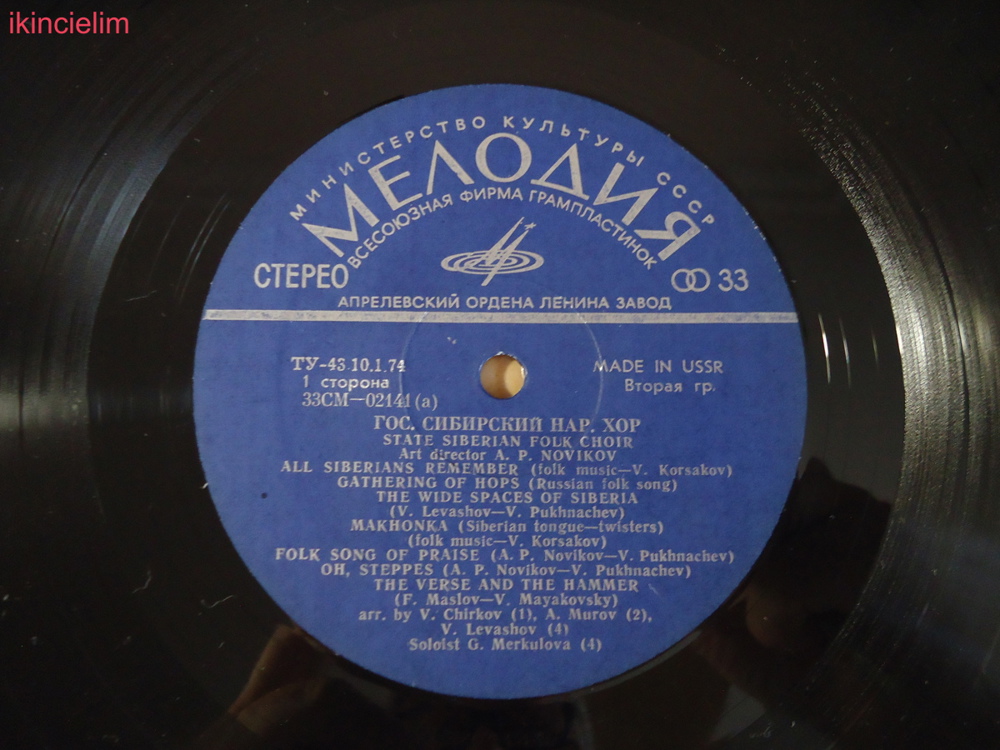 ikincielim
МИНИСТЕРСТВО КУЛЬТУРЫ СССР
МЕЛОДИЯ
ВСЕСОЮЗНАЯ ФИРМА ГРАМПЛАСТИНОК
СТЕРЕО
33
АПРЕЛЕВСКИЙ ОРДЕНА ЛЕНИНА ЗАВОД
ТУ-43.10.1.74
MADE IN USSR
1 сторона
Вторая гр.
33СМ—02141(а)
ГОС. СИБИРСКИЙ НАР. ХОР
STATE SIBERIAN FOLK CHOIR
Art director A. P. NOVIKOV
ALL SIBERIANS REMEMBER (folk music—V. Korsakov)
GATHERING OF HOPS (Russian folk song)
THE WIDE SPACES OF SIBERIA
(V. Levashov—V. Pukhnachev)
MAKHONKA (Siberian tongue—twisters)
(folk music—V. Korsakov)
FOLK SONG OF PRAISE (A. P. Novikov—V. Pukhnachev)
OH, STEPPES (A. P. Novikov—V. Pukhnachev)
THE VERSE AND THE HAMMER
(F. Maslov—V. Mayakovsky)
arr. by V. Chirkov (1), A. Murov (2),
V. Levashov (4)
Soloist G. Merkulova (4)